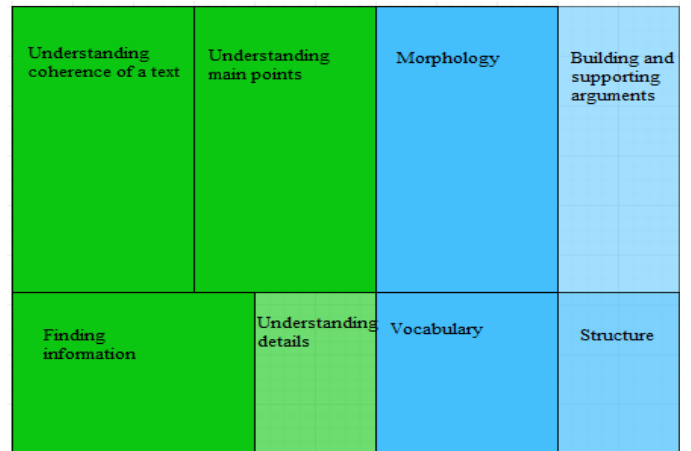 Understanding
coherence of a text
Understanding
main points
Morphology
Building and
supporting
arguments
Finding
information
Understanding
details
Vocabulary
Structure